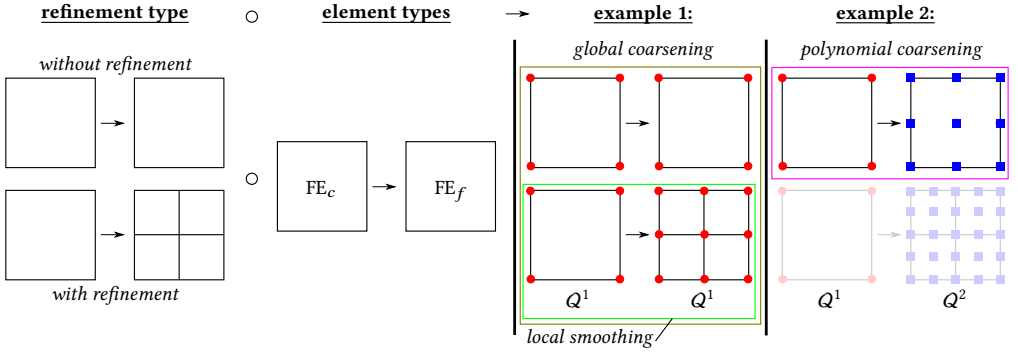 refinement type ∘ element types → example 1: example 2:
without refinement
global coarsening
polynomial coarsening
∘
FE_c → FE_f
with refinement
Q^1 Q^1
Q^1 Q^2
local smoothing